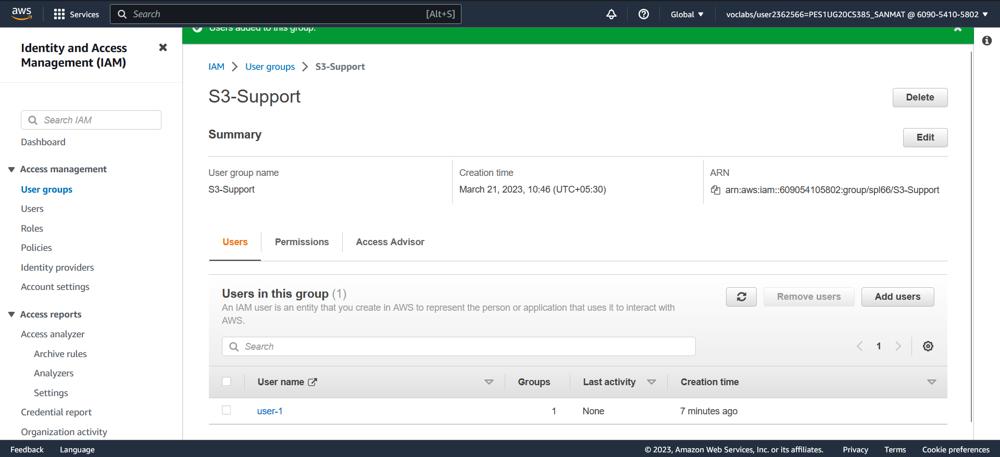 aws
Services
Search
[Alt+S]
Global
voclabs/user2362566=PES1UG20CS385_SANMAT @ 6090-5410-5802
Identity and Access
Management (IAM)
Search IAM
Dashboard
Access management
User groups
Users
Roles
Policies
Identity providers
Account settings
Access reports
Access analyzer
Archive rules
Analyzers
Settings
Credential report
Organization activity
Users added to this group.
IAM
User groups
S3-Support
S3-Support
Delete
Summary
Edit
User group name
S3-Support
Creation time
March 21, 2023, 10:46 (UTC+05:30)
ARN
arn:aws:iam::609054105802:group/spl66/S3-Support
Users
Permissions
Access Advisor
Users in this group (1)
An IAM user is an entity that you create in AWS to represent the person or application that uses it to interact with
AWS.
Remove users
Add users
Search
1
User name
Groups
Last activity
Creation time
user-1
1
None
7 minutes ago
Feedback
Language
© 2023, Amazon Web Services, Inc. or its affiliates.
Privacy
Terms
Cookie preferences